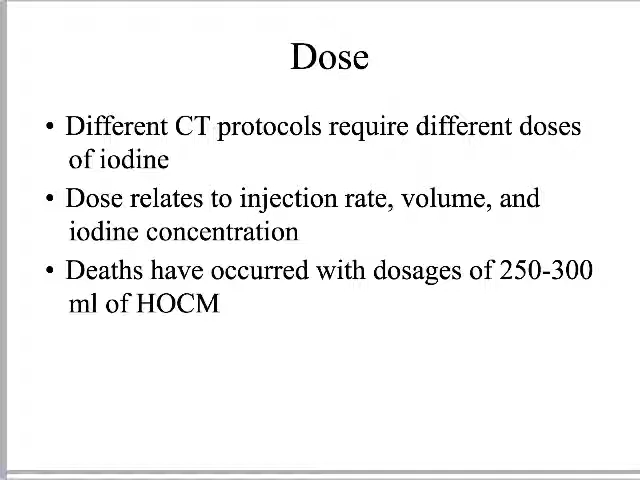 Dose
• Different CT protocols require different doses
of iodine
• Dose relates to injection rate, volume, and
iodine concentration
• Deaths have occurred with dosages of 250-300
ml of HOCM